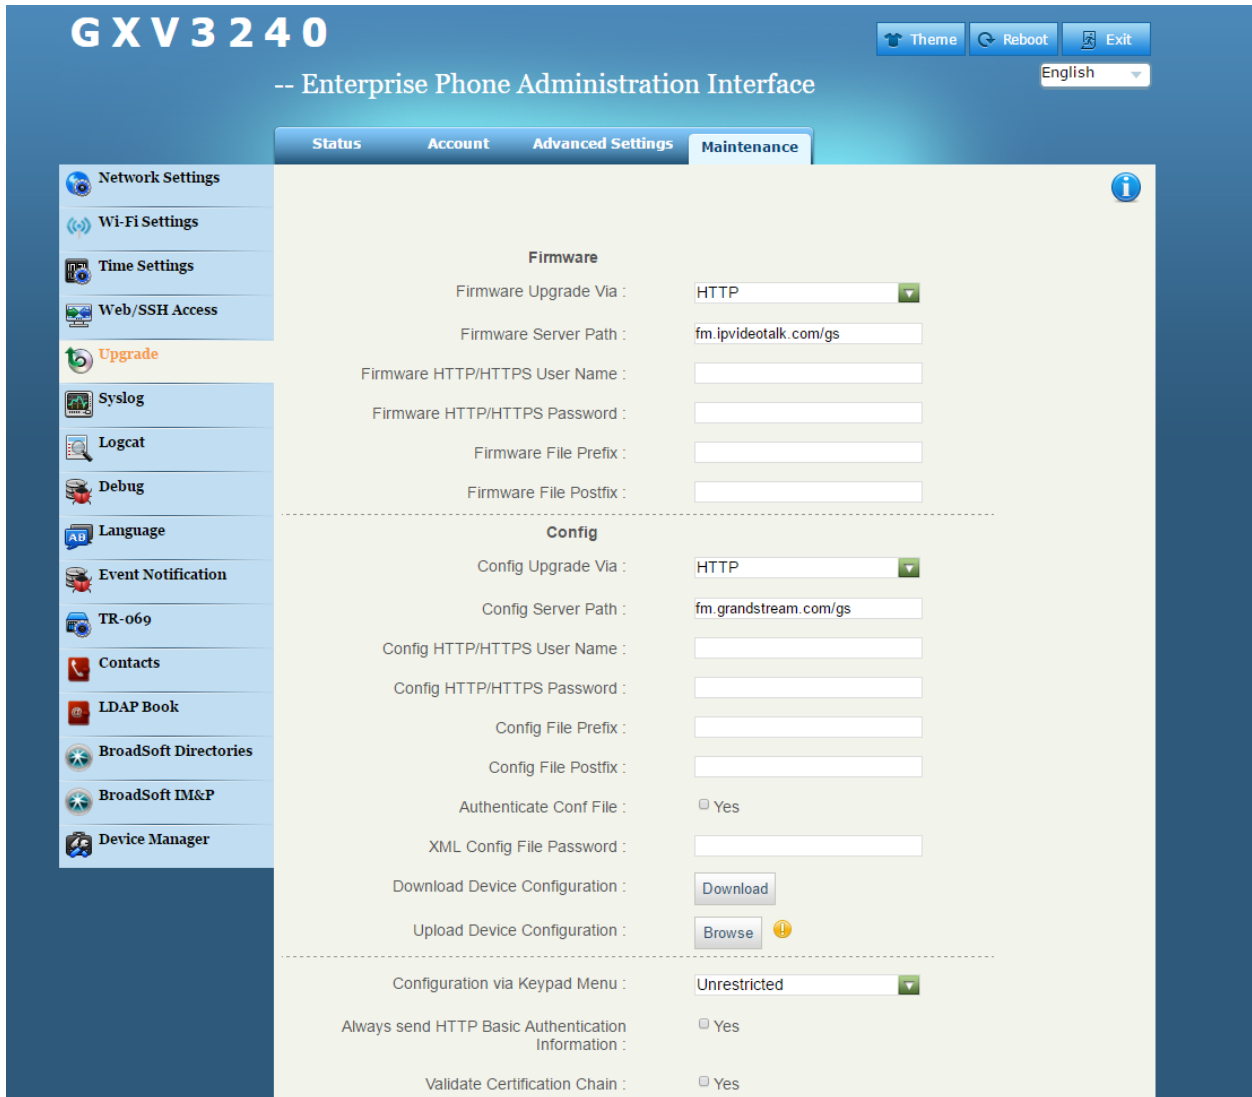 GXV3240
Theme
Reboot
Exit
-- Enterprise Phone Administration Interface
English
Status
Account
Advanced Settings
Maintenance
Network Settings
Wi-Fi Settings
Time Settings
Web/SSH Access
Upgrade
Syslog
Logcat
Debug
Language
Event Notification
TR-069
Contacts
LDAP Book
BroadSoft Directories
BroadSoft IM&P
Device Manager
Firmware
Firmware Upgrade Via : HTTP
Firmware Server Path : fm.ipvideotalk.com/gs
Firmware HTTP/HTTPS User Name :
Firmware HTTP/HTTPS Password :
Firmware File Prefix :
Firmware File Postfix :
Config
Config Upgrade Via : HTTP
Config Server Path : fm.grandstream.com/gs
Config HTTP/HTTPS User Name :
Config HTTP/HTTPS Password :
Config File Prefix :
Config File Postfix :
Authenticate Conf File : Yes
XML Config File Password :
Download Device Configuration : Download
Upload Device Configuration : Browse
Configuration via Keypad Menu : Unrestricted
Always send HTTP Basic Authentication Yes
Information :
Validate Certification Chain : Yes